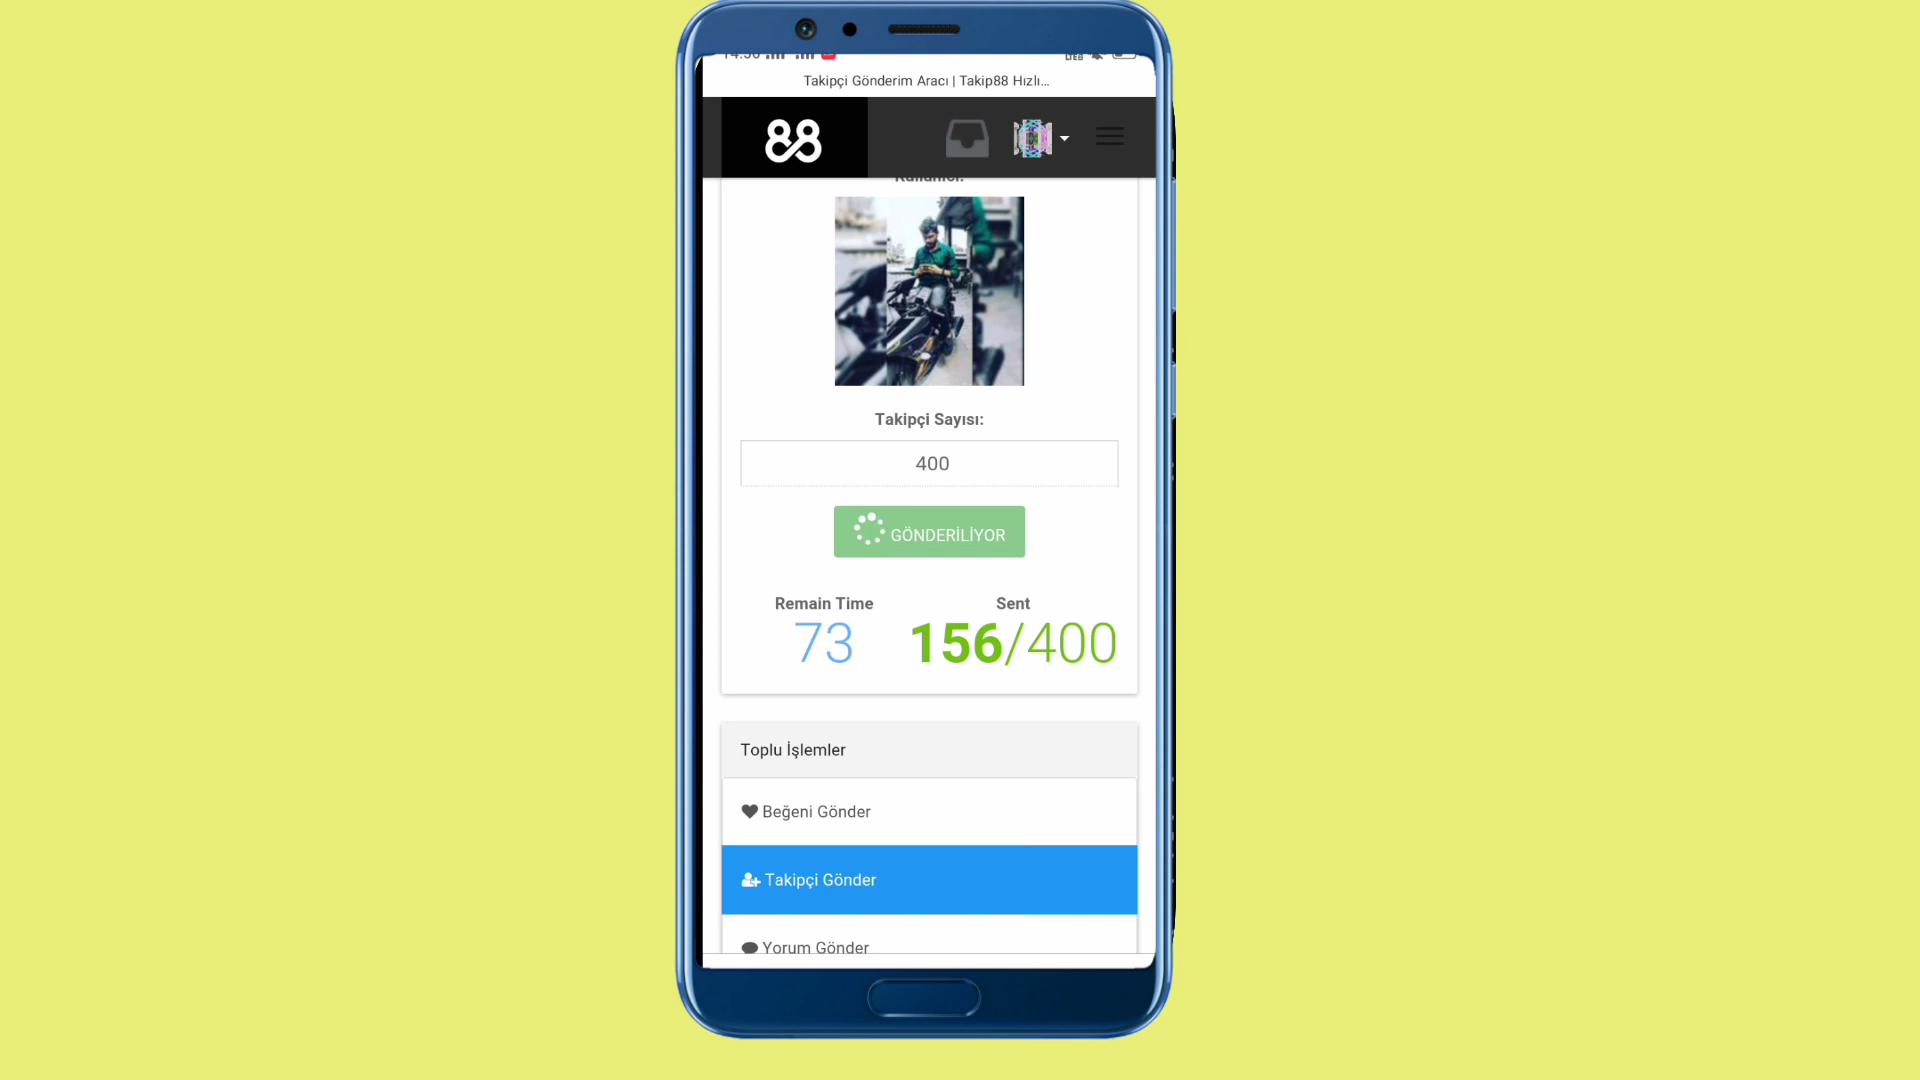 Takipçi Gönderim Aracı | Takip88 Hızlı...
88
Takipçi Sayısı:
400
GÖNDERİLİYOR
Remain Time
Sent
73
156/400
Toplu İşlemler
Beğeni Gönder
Takipçi Gönder
Yorum Gönder